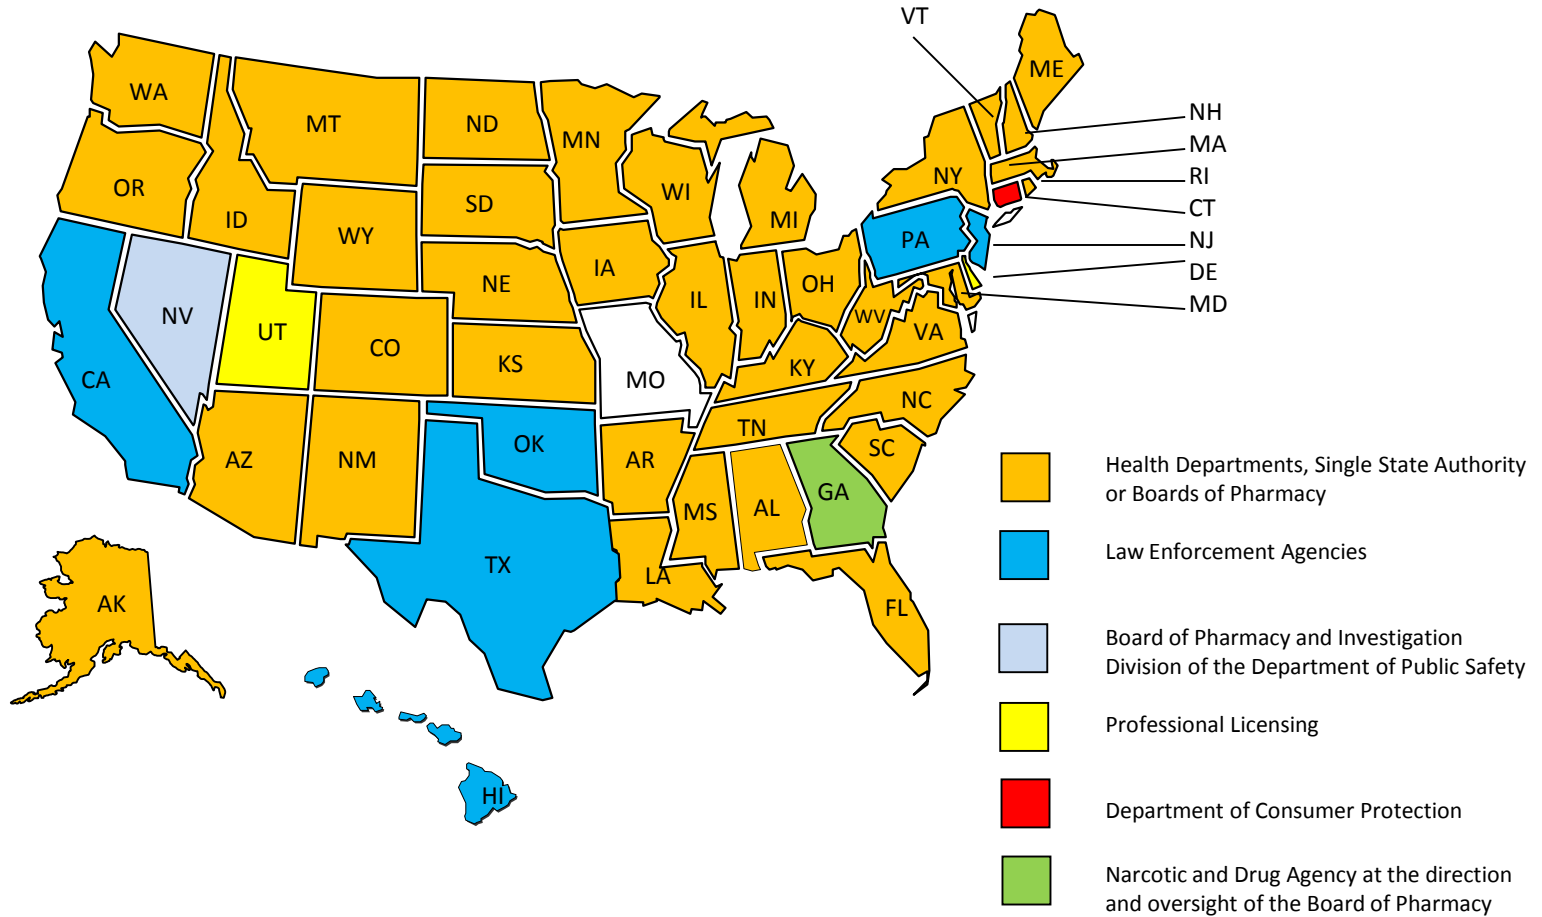 VT
ME
WA
MT
ND
MN
NH
MA
OR
ID
WY
SD
WI
MI
NY
RI
CT
PA
NJ
DE
MD
NV
UT
CO
NE
IA
IL
IN
OH
WV
VA
CA
KS
MO
KY
NC
TN
SC
AZ
NM
OK
AR
MS
AL
GA
TX
LA
FL
AK
HI
Health Departments, Single State Authority
or Boards of Pharmacy
Law Enforcement Agencies
Board of Pharmacy and Investigation
Division of the Department of Public Safety
Professional Licensing
Department of Consumer Protection
Narcotic and Drug Agency at the direction
and oversight of the Board of Pharmacy